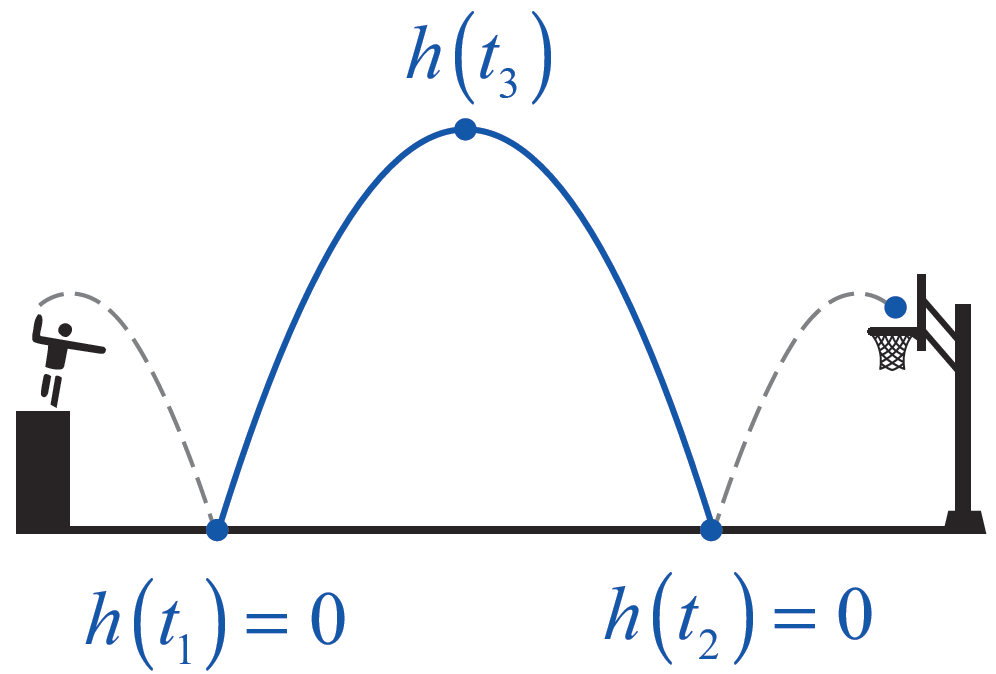 h(t₃)
h(t₁) = 0
h(t₂) = 0